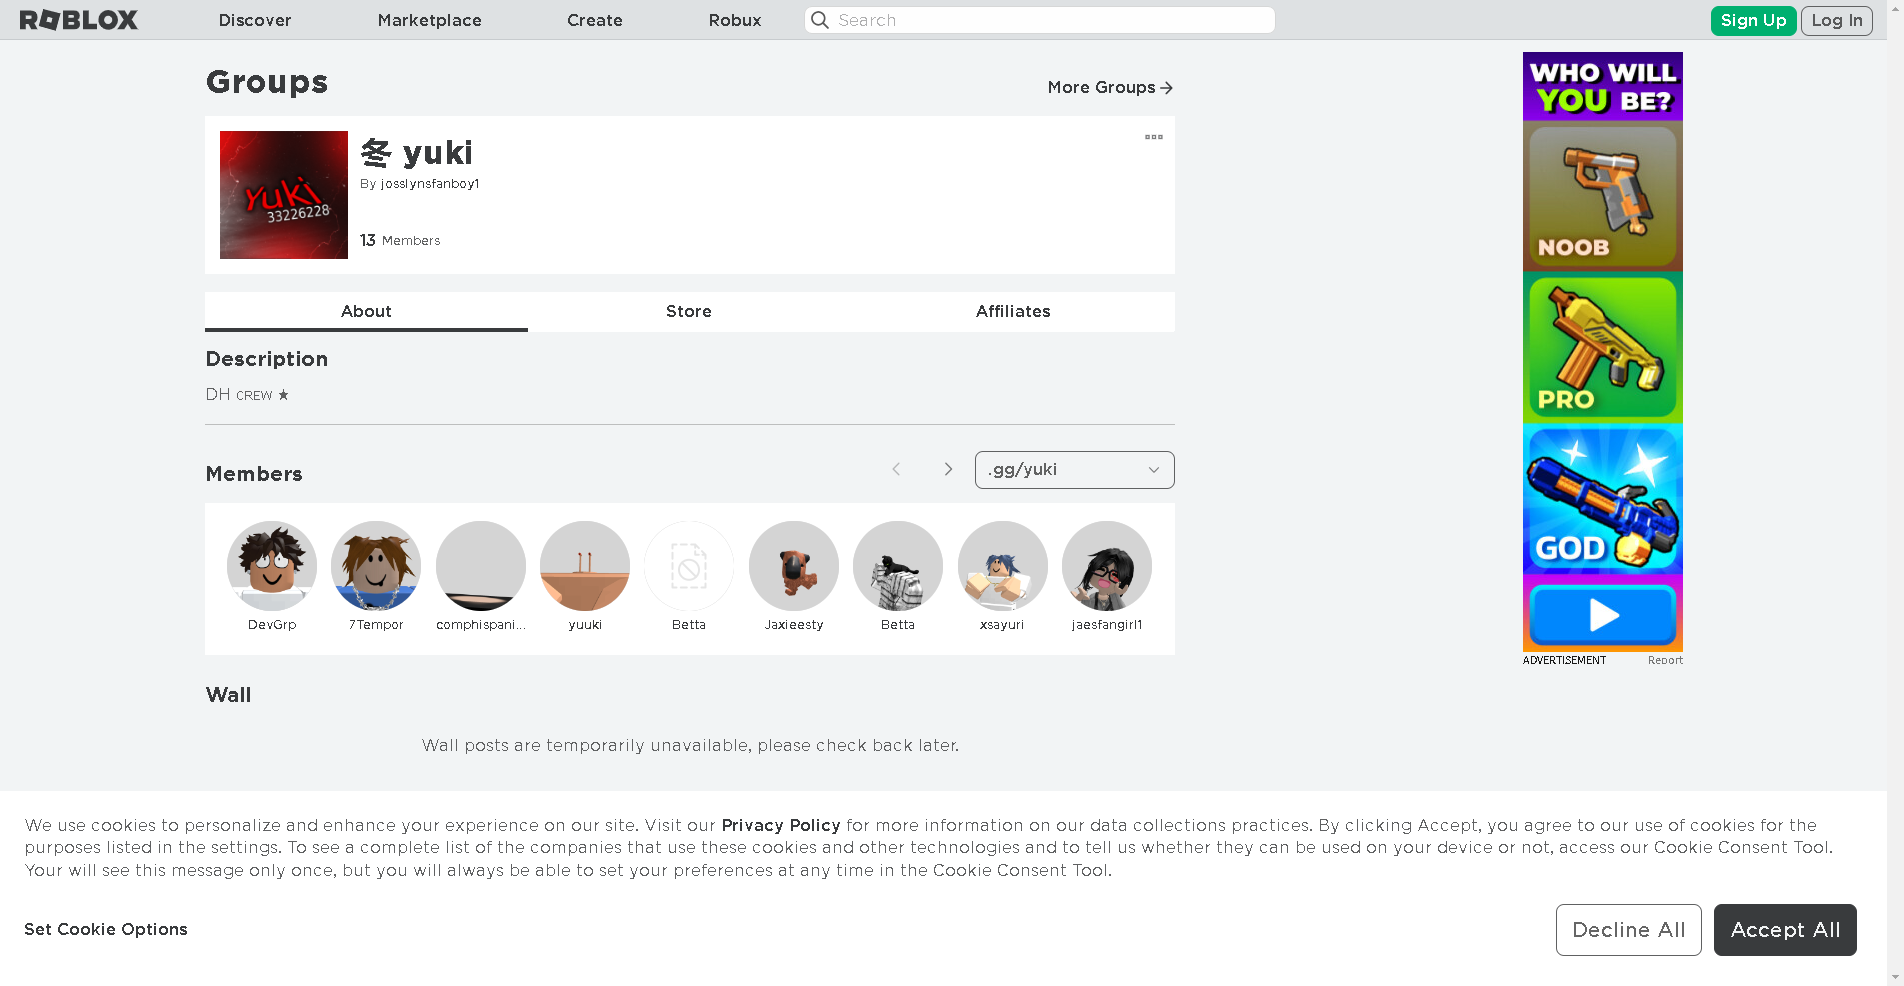 ROBLOX
Discover
Marketplace
Create
Robux
Search
Sign Up
Log In
Groups
More Groups
yuki
33226228
冬 yuki
By josslynsfanboy1
13 Members
About
Store
Affiliates
Description
DH CREW ★
Members
.gg/yuki
DevGrp
7Tempor
comphispani...
yuuki
Betta
Jaxieesty
Betta
xsayuri
jaesfangirl1
Wall
Wall posts are temporarily unavailable, please check back later.
WHO WILL
YOU BE?
NOOB
PRO
GOD
ADVERTISEMENT
Report
We use cookies to personalize and enhance your experience on our site. Visit our Privacy Policy for more information on our data collections practices. By clicking Accept, you agree to our use of cookies for the
purposes listed in the settings. To see a complete list of the companies that use these cookies and other technologies and to tell us whether they can be used on your device or not, access our Cookie Consent Tool.
Your will see this message only once, but you will always be able to set your preferences at any time in the Cookie Consent Tool.
Set Cookie Options
Decline All
Accept All